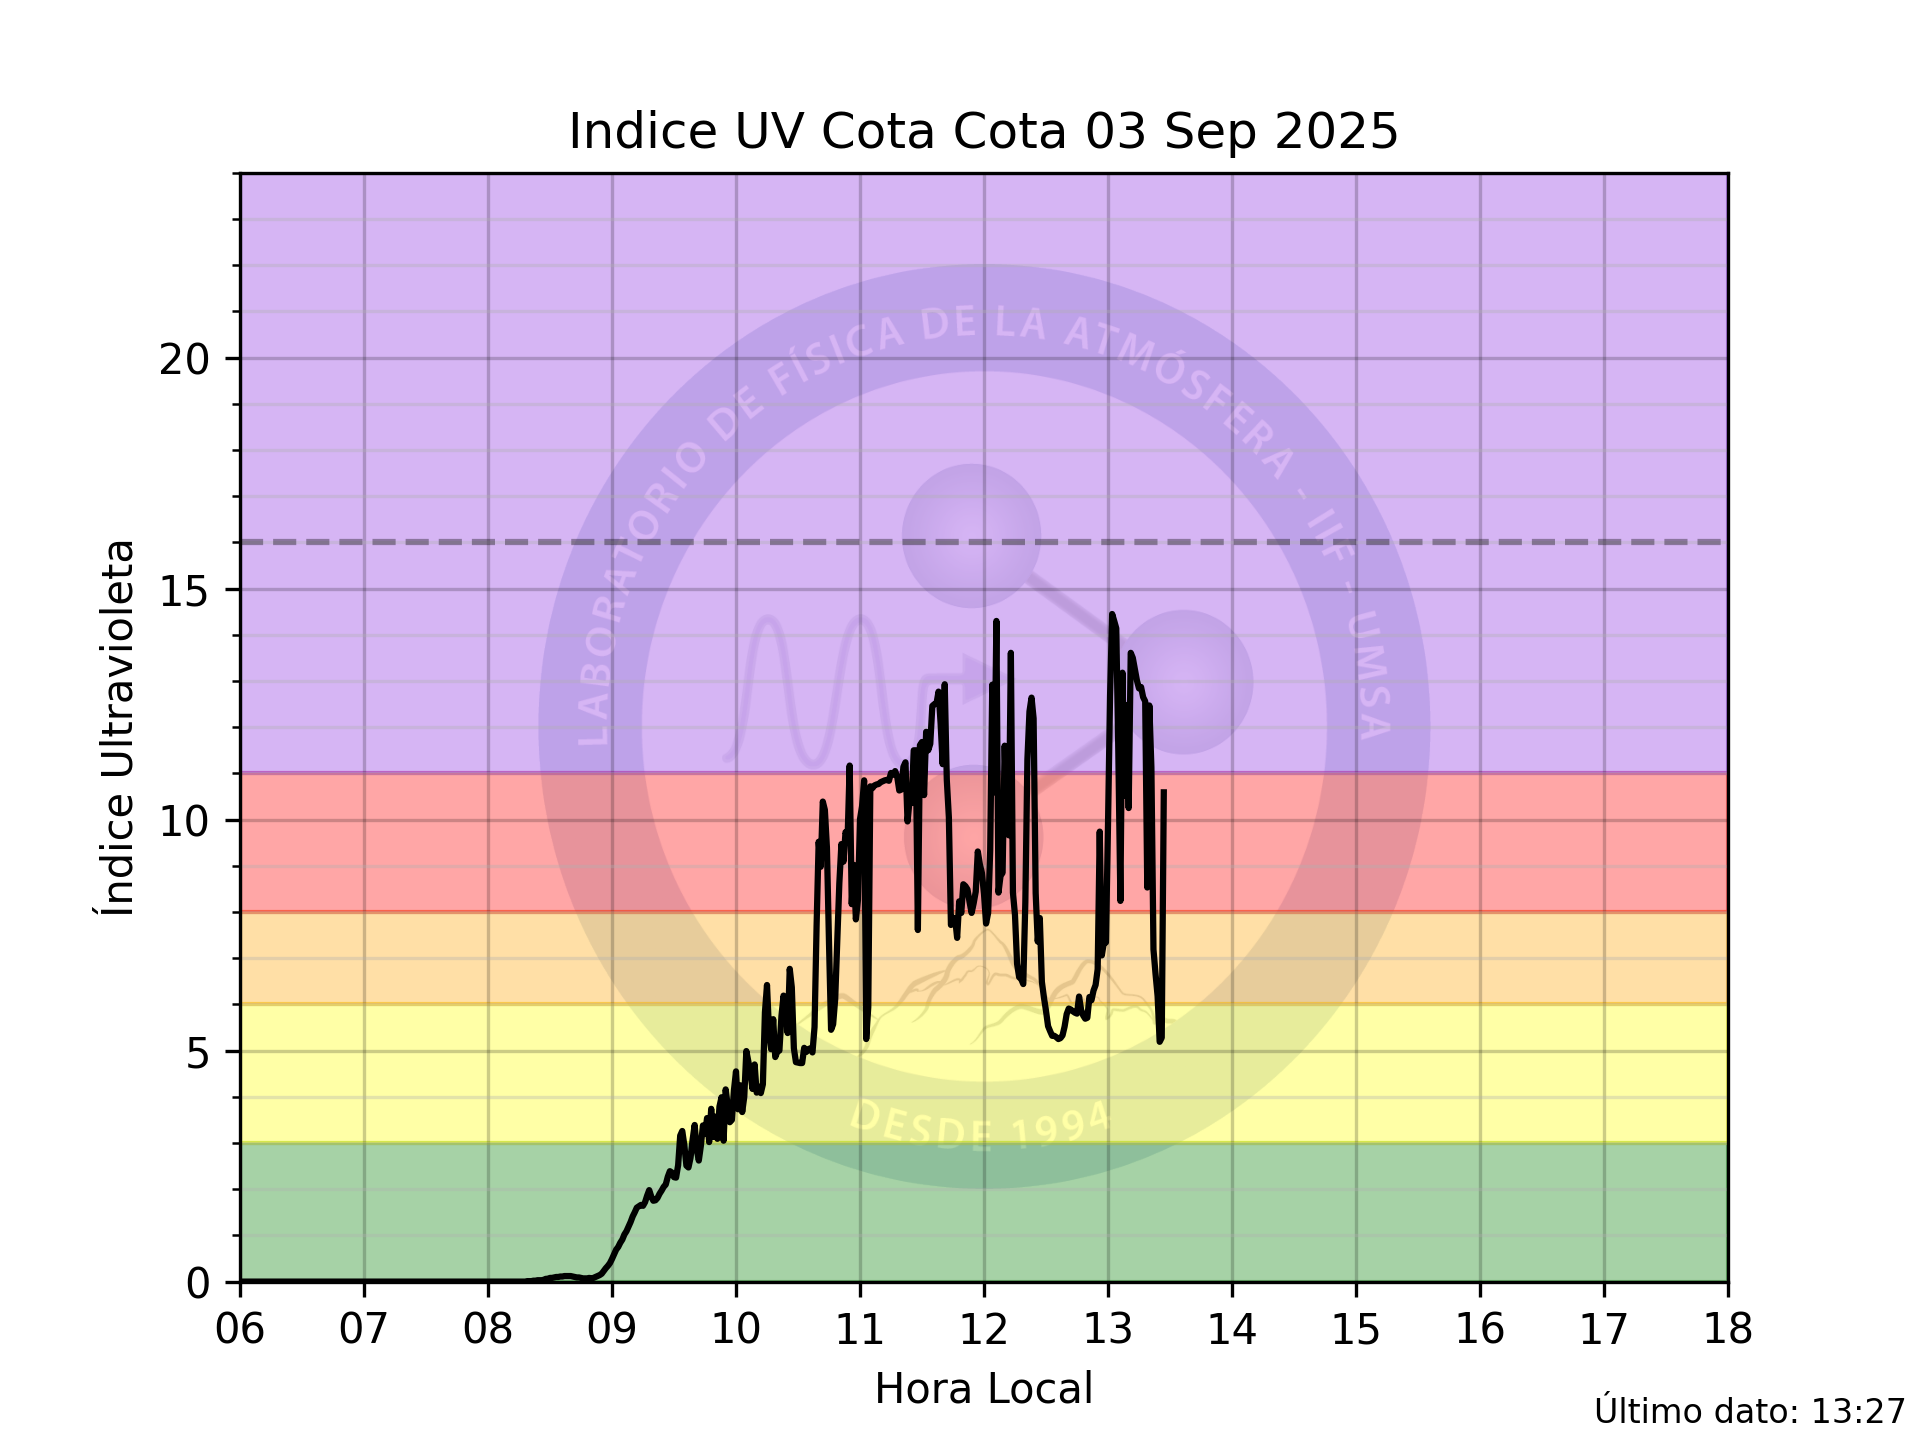 Indice UV Cota Cota 03 Sep 2025
Índice Ultravioleta
20
15
10
5
0
LABORATORIO DE FÍSICA DE LA ATMÓSFERA - IIF - UMSA
DESDE 1994
06 07 08 09 10 11 12 13 14 15 16 17 18
Hora Local
Último dato: 13:27